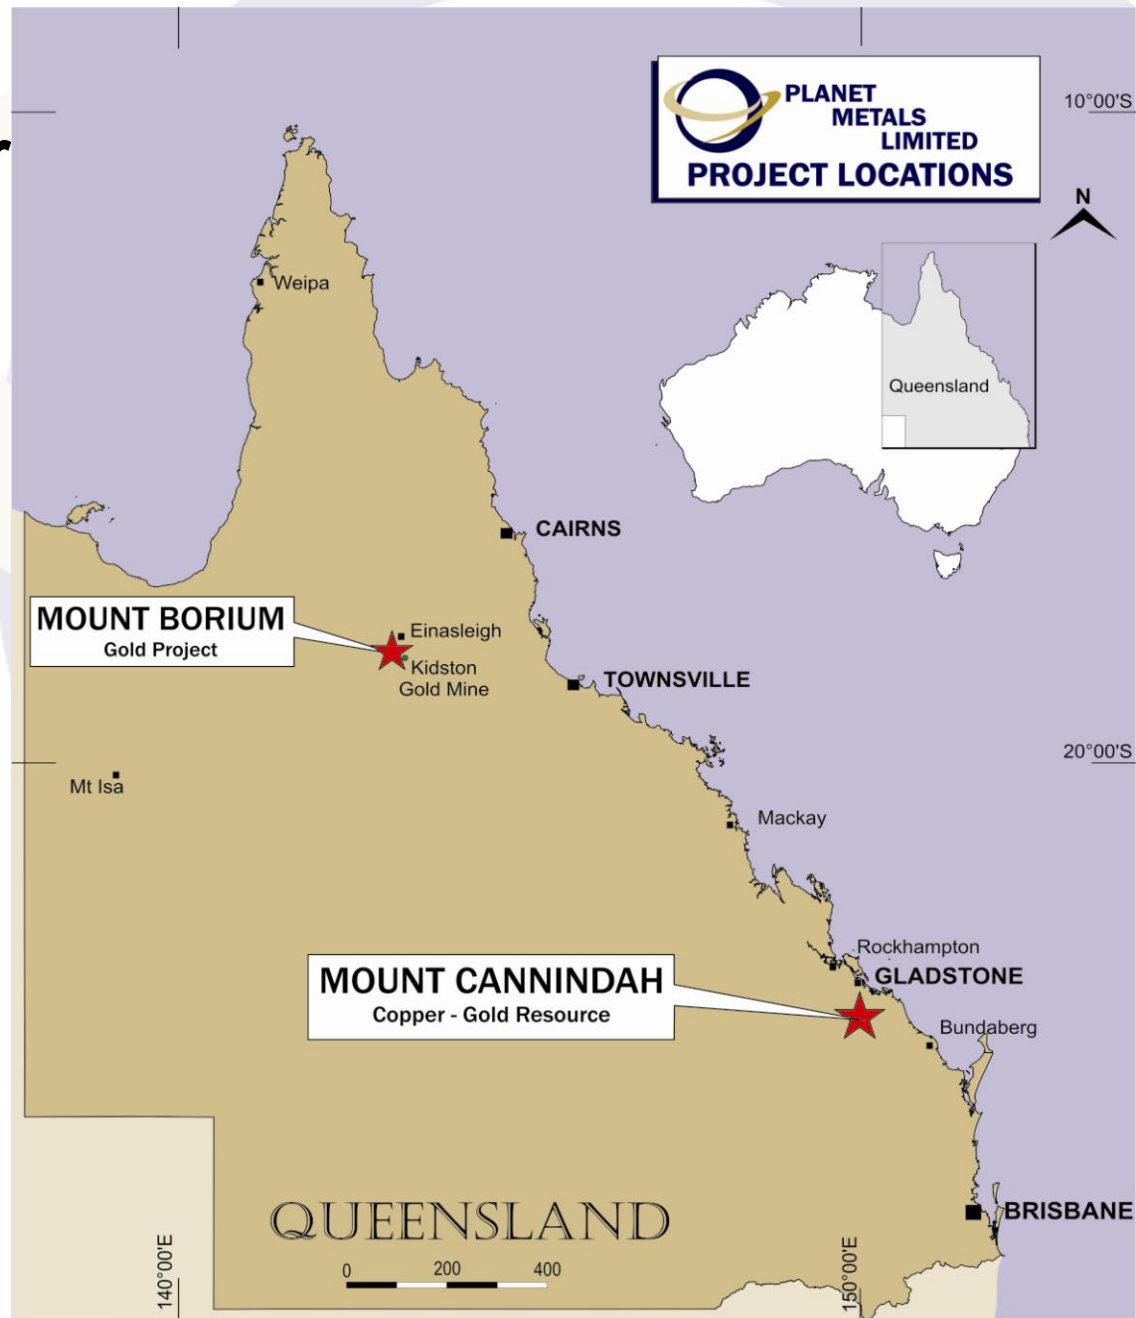 PLANET
METALS
LIMITED
PROJECT LOCATIONS
10°00'S
N
Weipa
Queensland
CAIRNS
MOUNT BORIUM
Gold Project
Einasleigh
Kidston
Gold Mine
TOWNSVILLE
20°00'S
Mt Isa
Mackay
Rockhampton
MOUNT CANNINDAH
Copper - Gold Resource
GLADSTONE
Bundaberg
QUEENSLAND
BRISBANE
0 200 400
140°00'E
150°00'E